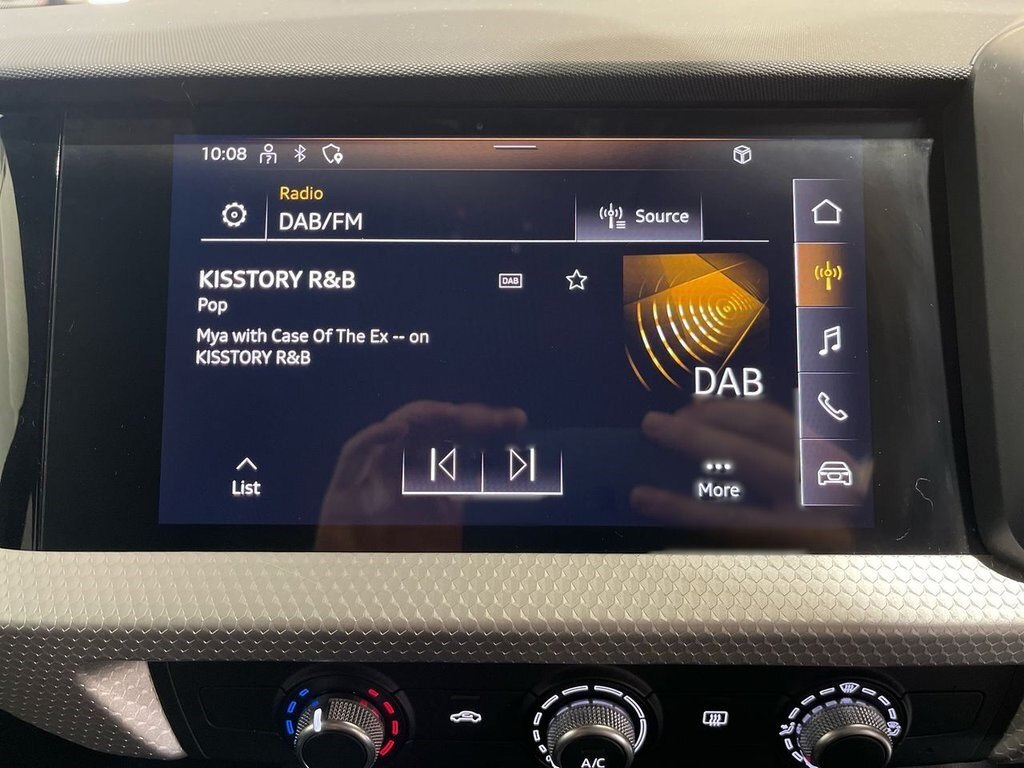 10:08
Radio
DAB/FM
Source
KISSTORY R&B
DAB
Pop
Mya with Case Of The Ex -- on
KISSTORY R&B
DAB
List
More
A/C